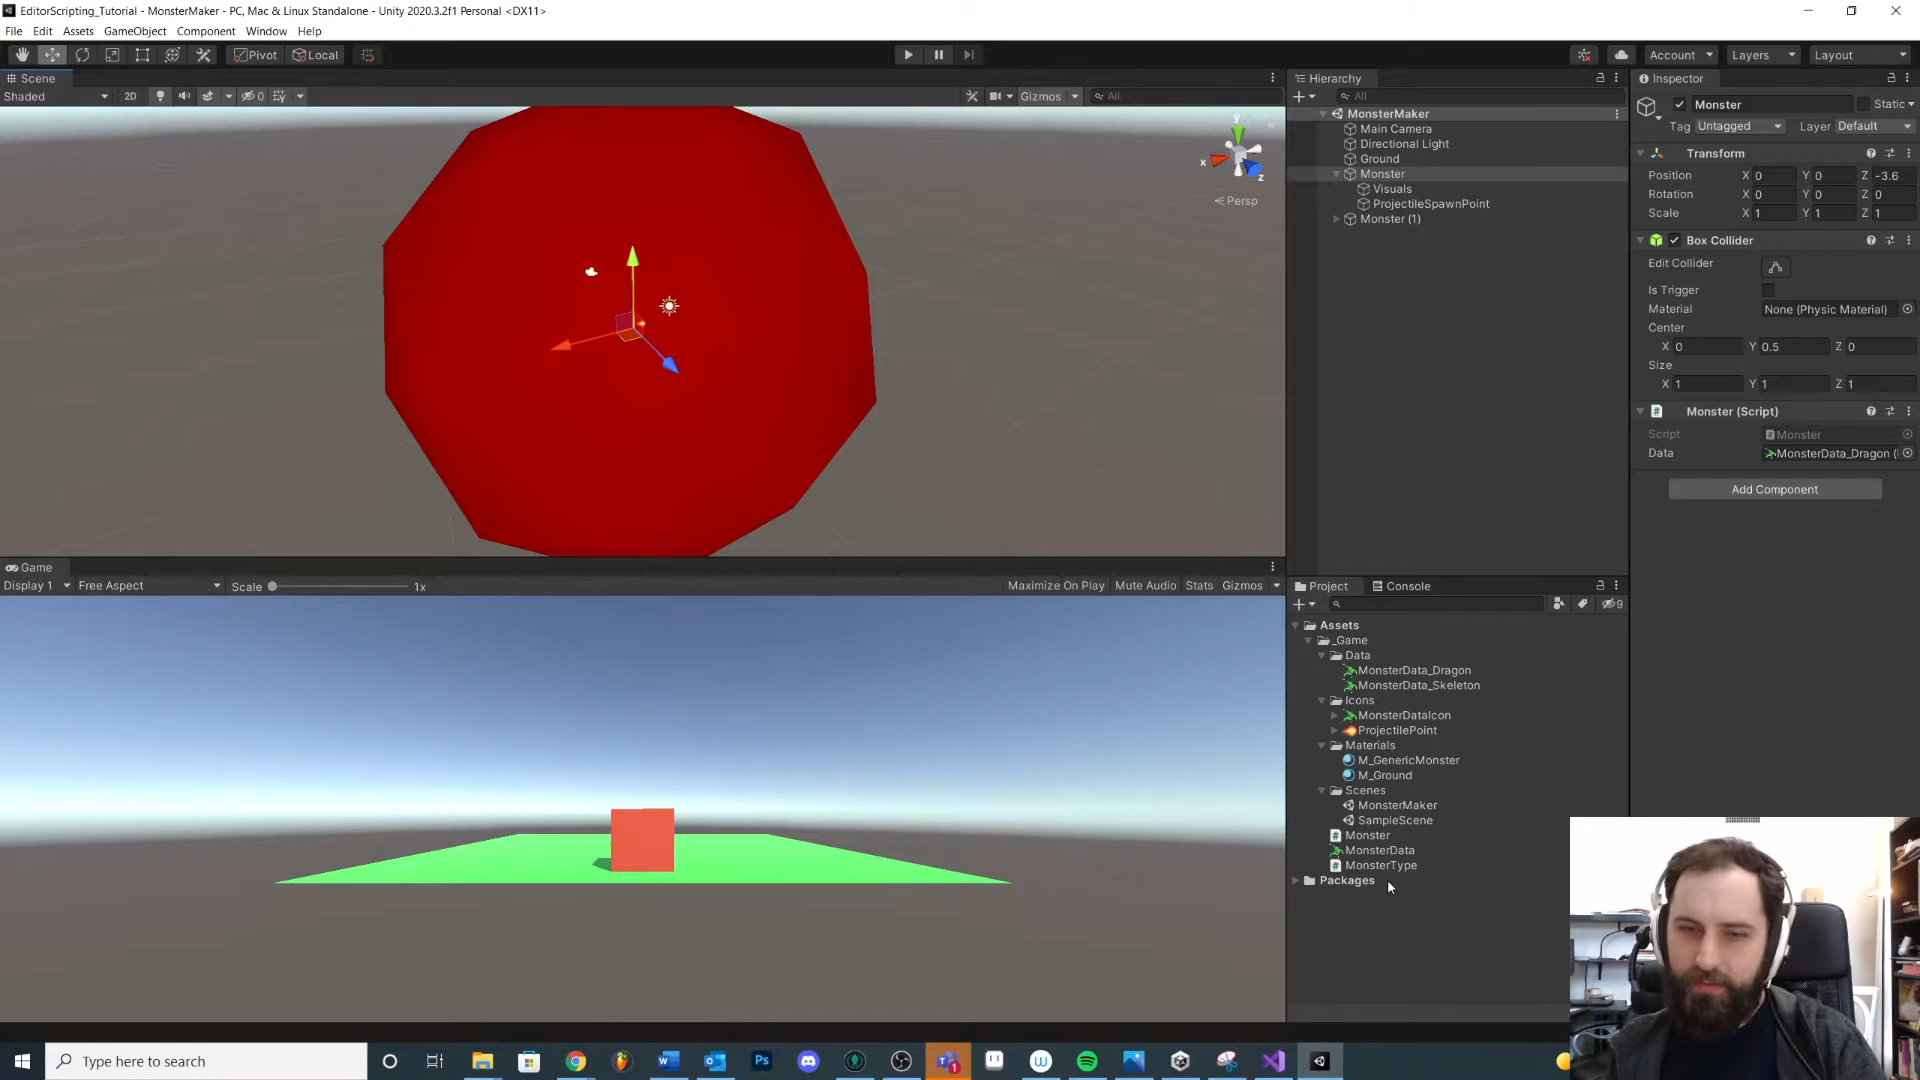 EditorScripting_Tutorial - MonsterMaker - PC, Mac & Linux Standalone - Unity 2020.3.2f1 Personal <DX11>
File Edit Assets GameObject Component Window Help
Pivot Local
Account Layers Layout
Scene
Shaded 2D 0 Gizmos All
y
x
z
Persp
Game
Display 1 Free Aspect Scale 1x Maximize On Play Mute Audio Stats Gizmos
Hierarchy
All
MonsterMaker
Main Camera
Directional Light
Ground
Monster
Visuals
ProjectileSpawnPoint
Monster (1)
Project Console
9
Assets
_Game
Data
MonsterData_Dragon
MonsterData_Skeleton
Icons
MonsterDataIcon
ProjectilePoint
Materials
M_GenericMonster
M_Ground
Scenes
MonsterMaker
SampleScene
Monster
MonsterData
MonsterType
Packages
Inspector
Monster Static
Tag Untagged Layer Default
Transform
Position X 0 Y 0 Z -3.6
Rotation X 0 Y 0 Z 0
Scale X 1 Y 1 Z 1
Box Collider
Edit Collider
Is Trigger
Material None (Physic Material)
Center
X 0 Y 0.5 Z 0
Size
X 1 Y 1 Z 1
Monster (Script)
Script Monster
Data MonsterData_Dragon (
Add Component
Type here to search
Ps
1